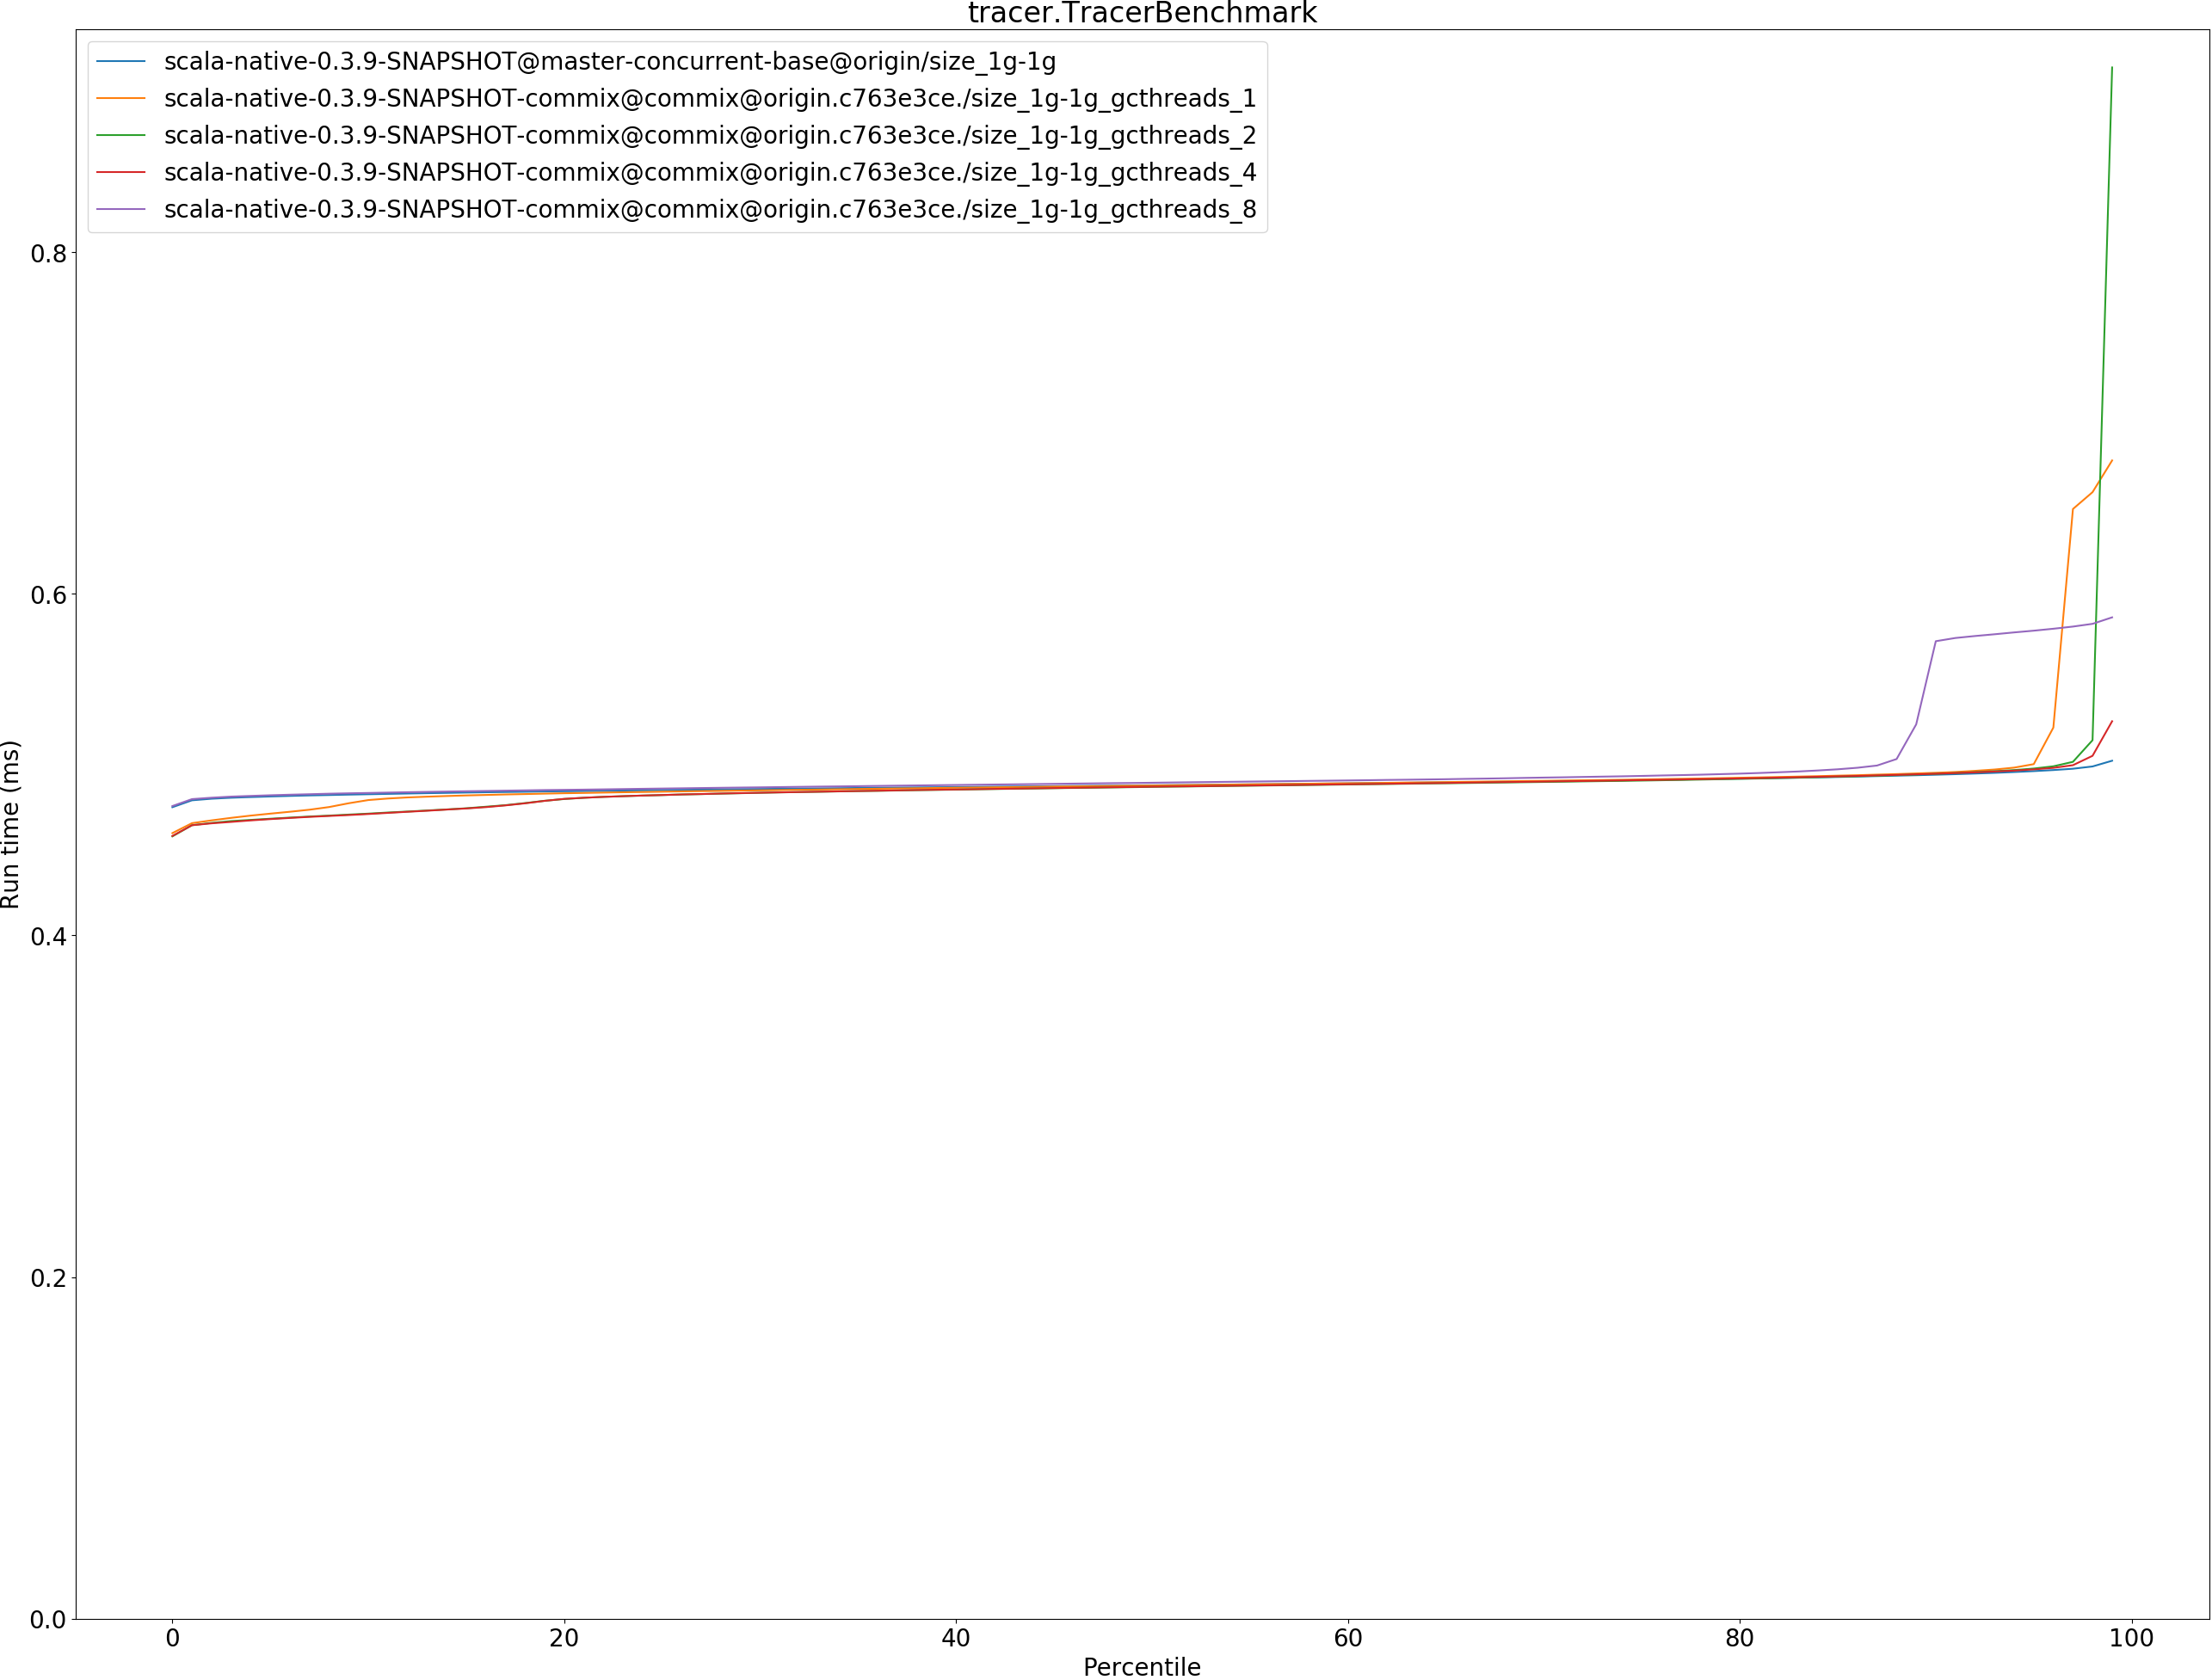 tracer.TracerBenchmark
scala-native-0.3.9-SNAPSHOT@master-concurrent-base@origin/size_1g-1g
scala-native-0.3.9-SNAPSHOT-commix@commix@origin.c763e3ce./size_1g-1g_gcthreads_1
scala-native-0.3.9-SNAPSHOT-commix@commix@origin.c763e3ce./size_1g-1g_gcthreads_2
scala-native-0.3.9-SNAPSHOT-commix@commix@origin.c763e3ce./size_1g-1g_gcthreads_4
scala-native-0.3.9-SNAPSHOT-commix@commix@origin.c763e3ce./size_1g-1g_gcthreads_8
0.8
0.6
0.4
0.2
0.0
Run time (ms)
0 20 40 60 80 100
Percentile